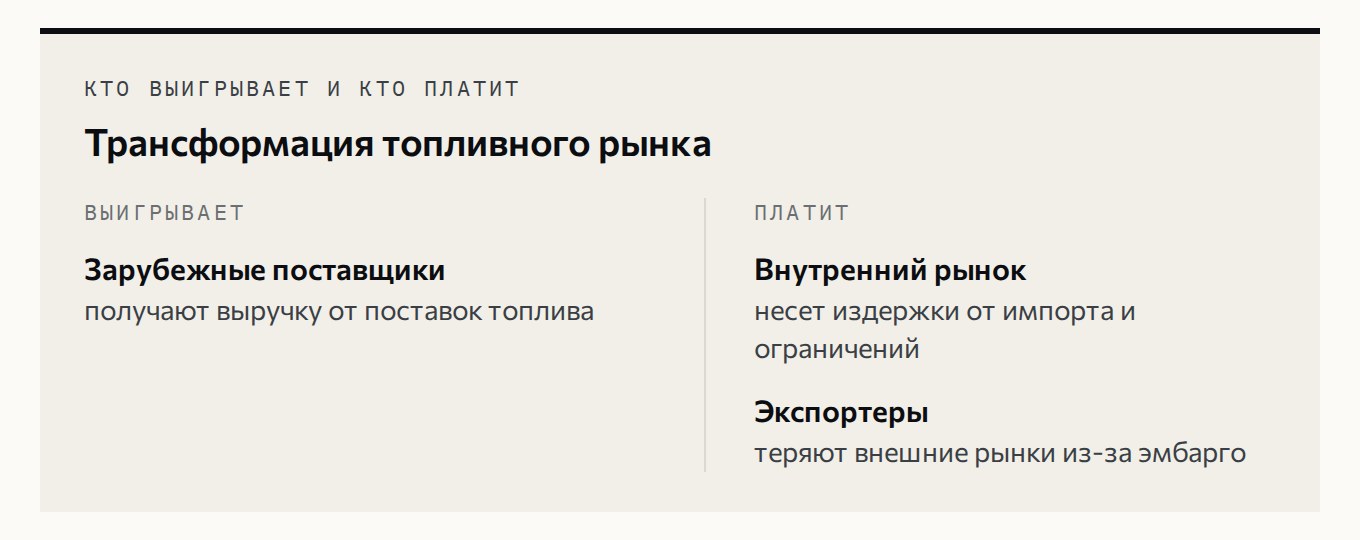 КТО ВЫИГРЫВАЕТ И КТО ПЛАТИТ
Трансформация топливного рынка
ВЫИГРЫВАЕТ
Зарубежные поставщики
получают выручку от поставок топлива
ПЛАТИТ
Внутренний рынок
несет издержки от импорта и
ограничений
Экспортеры
теряют внешние рынки из-за эмбарго